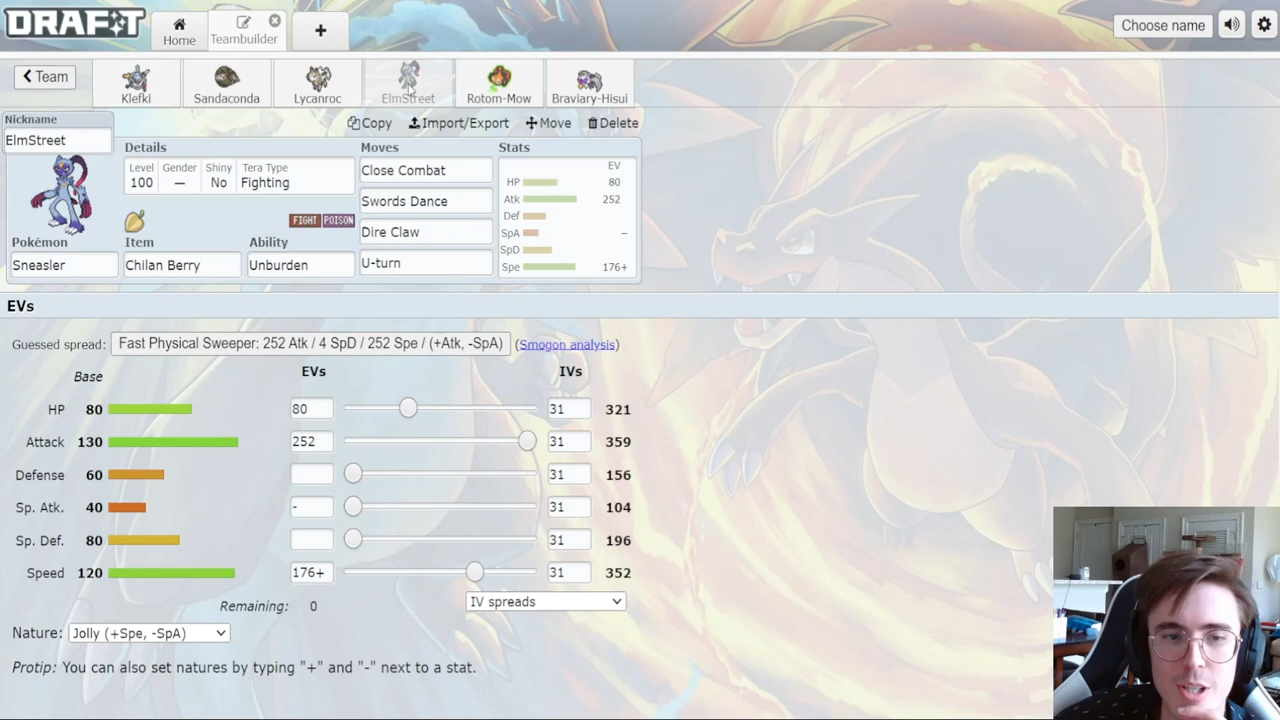 DRAFT
Home
Teambuilder
+
Choose name
Team
Klefki
Sandaconda
Lycanroc
ElmStreet
Rotom-Mow
Braviary-Hisui
Copy
Import/Export
Move
Delete
Nickname
ElmStreet
Details
Level
100
Gender
—
Shiny
No
Tera Type
Fighting
FIGHT POISON
Pokémon
Sneasler
Item
Chilan Berry
Ability
Unburden
Moves
Close Combat
Swords Dance
Dire Claw
U-turn
Stats
EV
HP 80
Atk 252
Def
SpA –
SpD
Spe 176+
EVs
Guessed spread: Fast Physical Sweeper: 252 Atk / 4 SpD / 252 Spe / (+Atk, -SpA) (Smogon analysis)
Base EVs IVs
HP 80 80 31 321
Attack 130 252 31 359
Defense 60 31 156
Sp. Atk. 40 - 31 104
Sp. Def. 80 31 196
Speed 120 176+ 31 352
Remaining: 0
IV spreads
Nature: Jolly (+Spe, -SpA)
Protip: You can also set natures by typing "+" and "-" next to a stat.